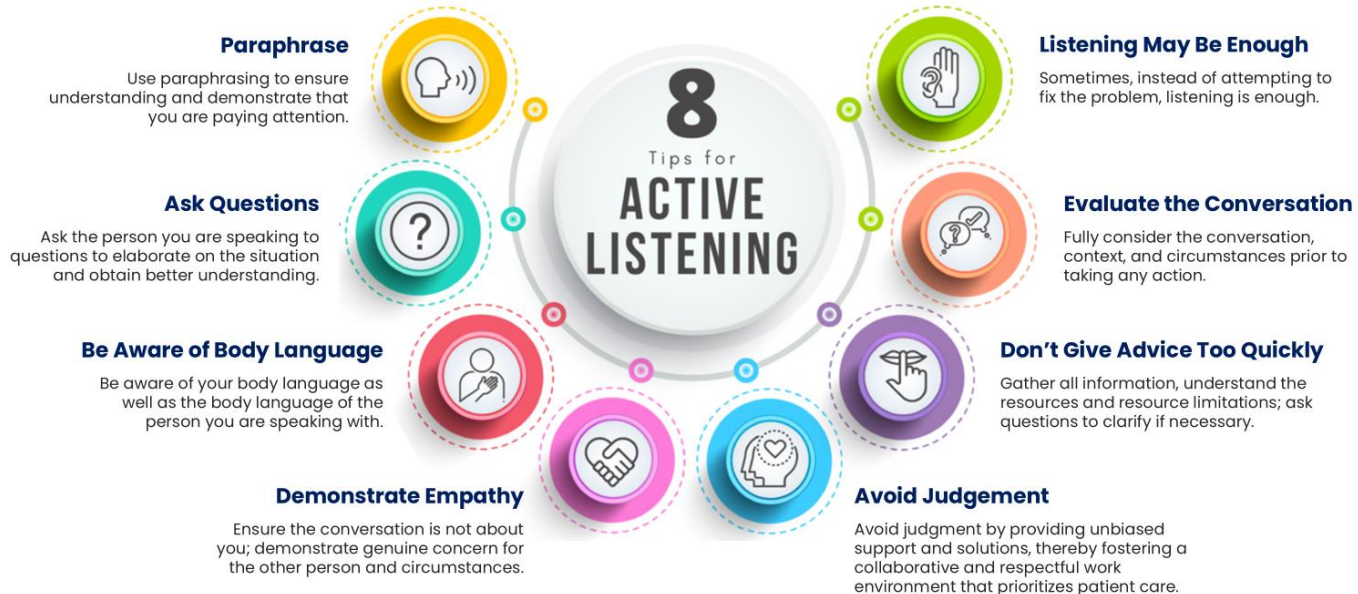 8
Tips for
ACTIVE
LISTENING
Paraphrase
Use paraphrasing to ensure
understanding and demonstrate that
you are paying attention.
Ask Questions
Ask the person you are speaking to
questions to elaborate on the situation
and obtain better understanding.
?
Be Aware of Body Language
Be aware of your body language as
well as the body language of the
person you are speaking with.
Demonstrate Empathy
Ensure the conversation is not about
you; demonstrate genuine concern for
the other person and circumstances.
Avoid Judgement
Avoid judgment by providing unbiased
support and solutions, thereby fostering a
collaborative and respectful work
environment that prioritizes patient care.
Don't Give Advice Too Quickly
Gather all information, understand the
resources and resource limitations; ask
questions to clarify if necessary.
Evaluate the Conversation
Fully consider the conversation,
context, and circumstances prior to
taking any action.
?
Listening May Be Enough
Sometimes, instead of attempting to
fix the problem, listening is enough.